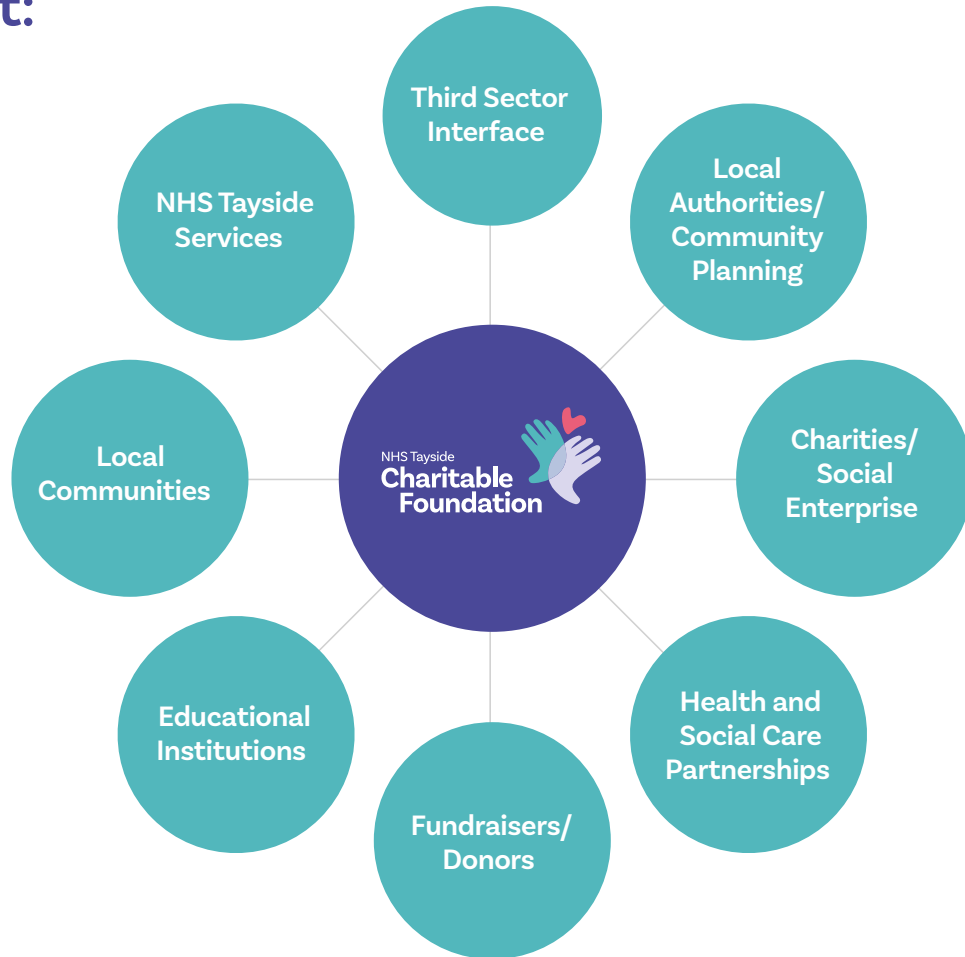 t:
Third Sector
Interface
Local
Authorities/
Community
Planning
Charities/
Social
Enterprise
Health and
Social Care
Partnerships
Fundraisers/
Donors
Educational
Institutions
Local
Communities
NHS Tayside
Services
NHS Tayside
Charitable
Foundation